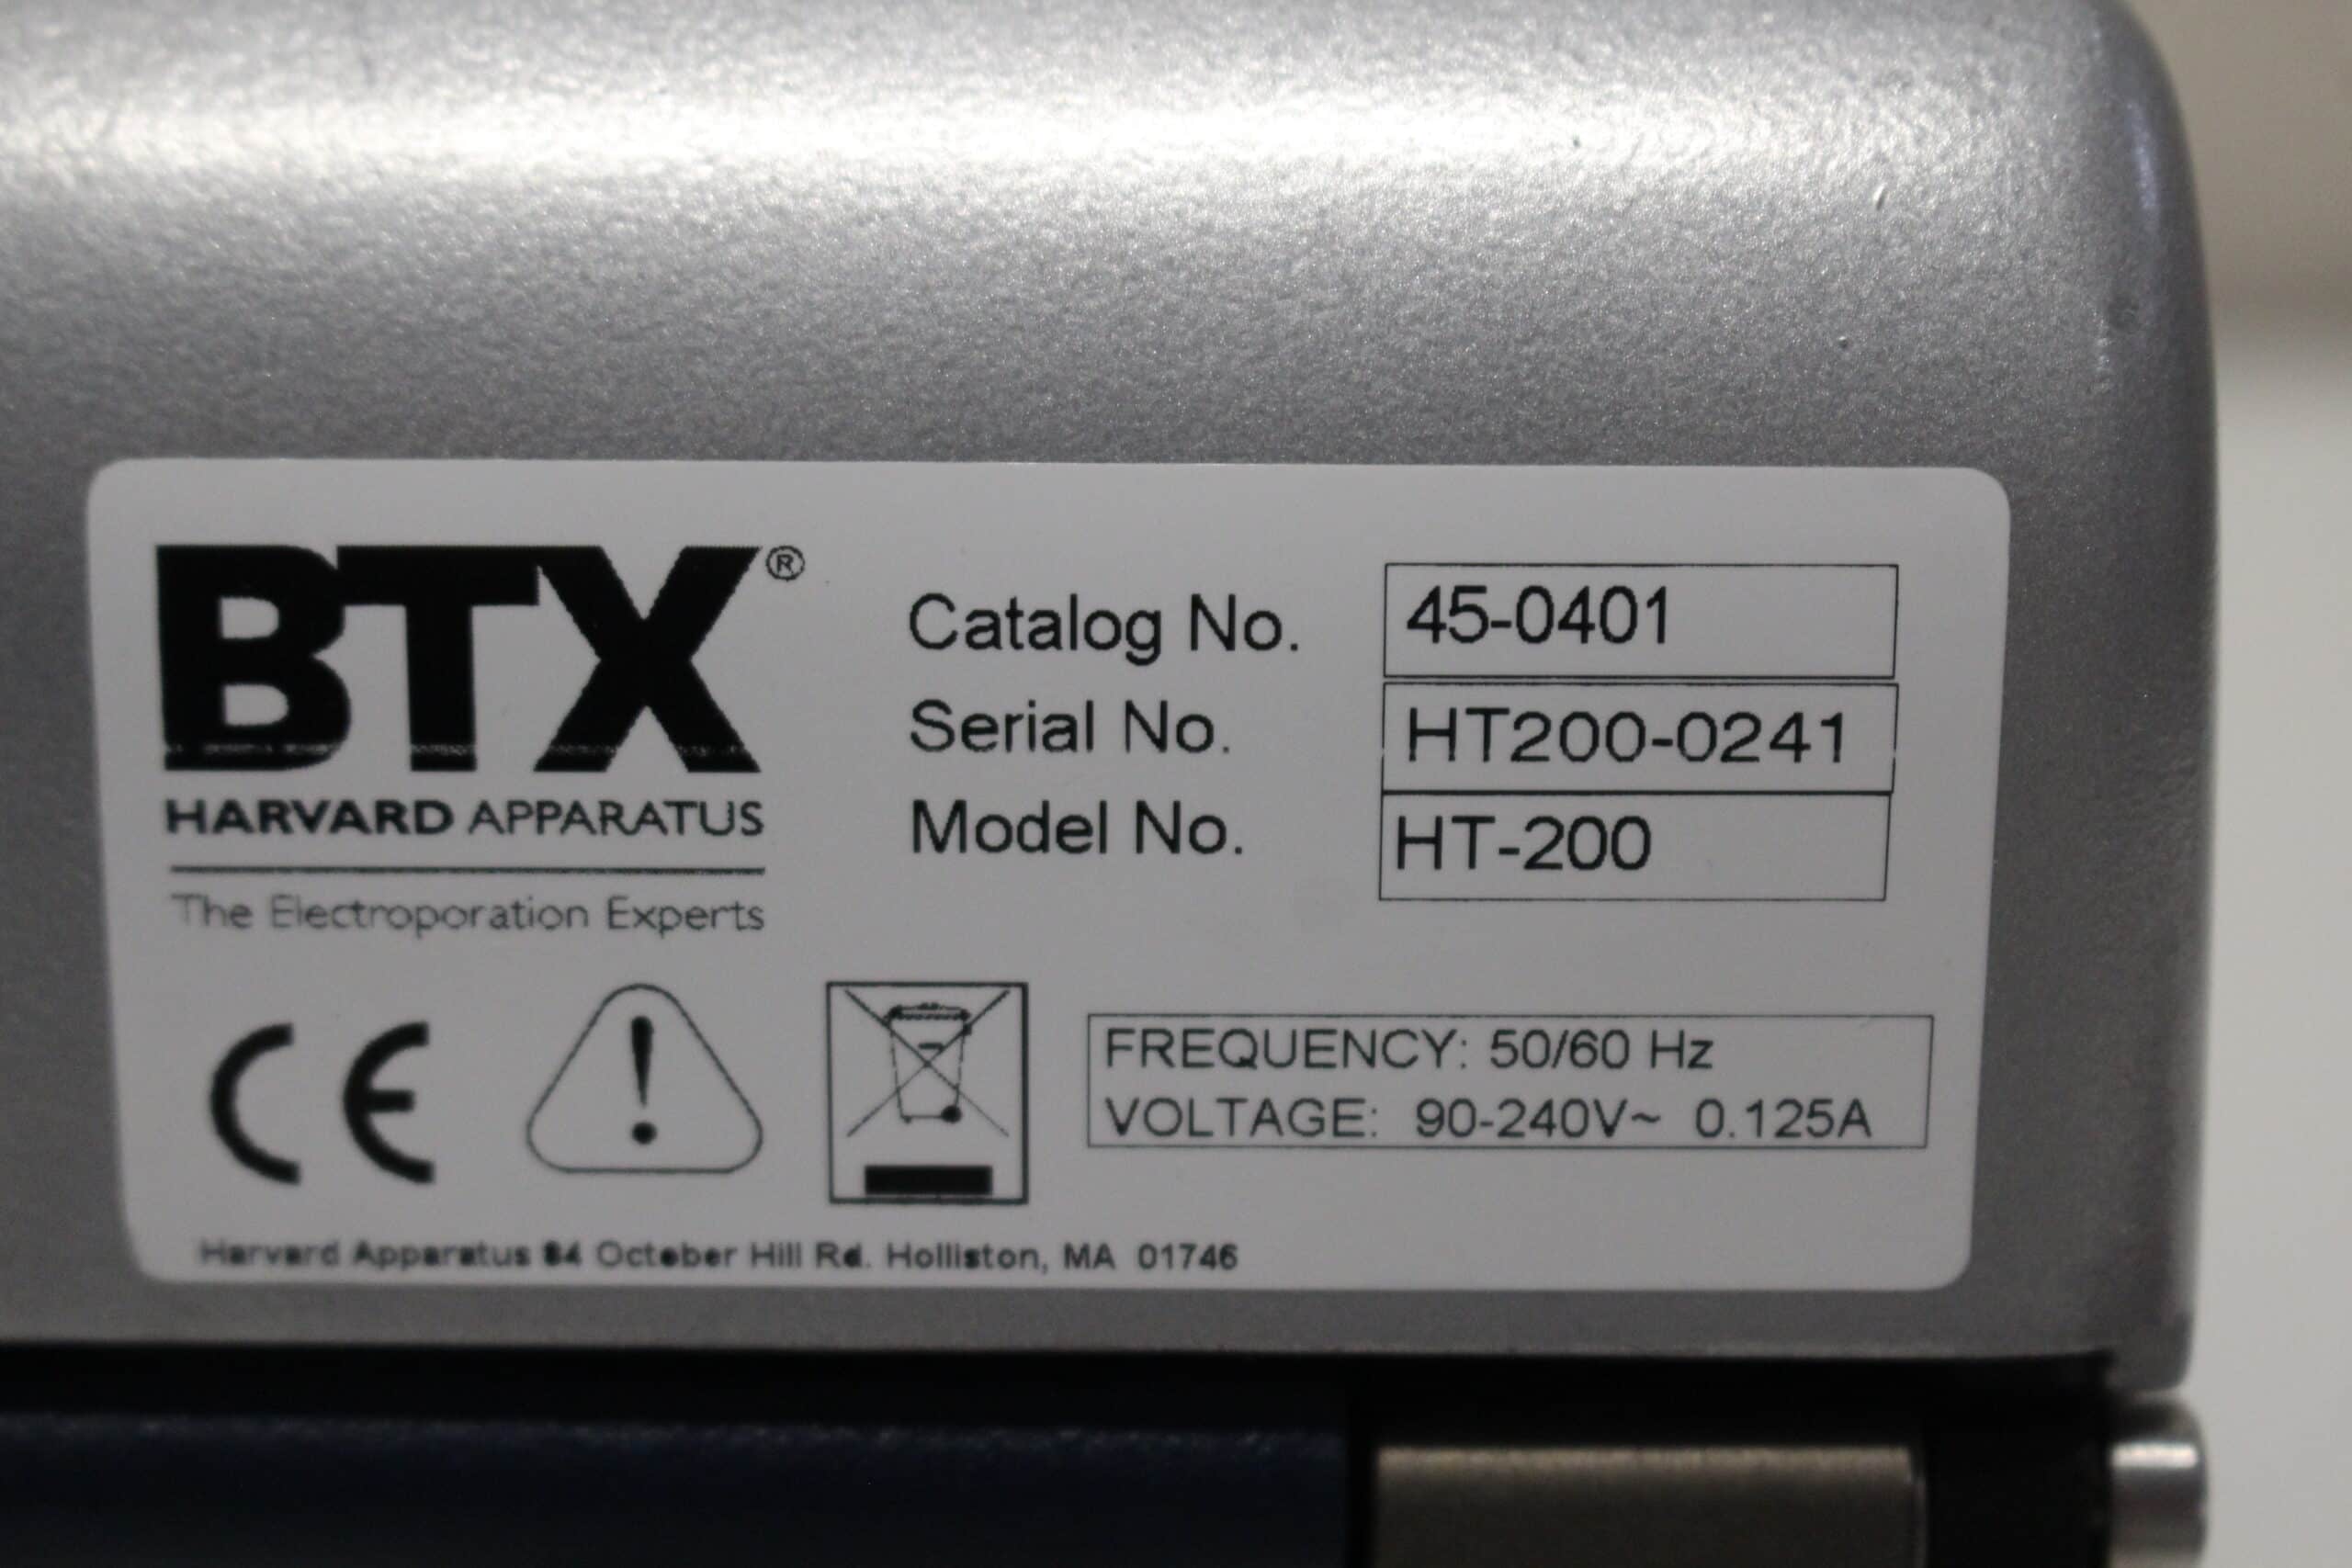 BTX®
HARVARD APPARATUS
The Electroporation Experts
Catalog No. 45-0401
Serial No. HT200-0241
Model No. HT-200
CE
FREQUENCY: 50/60 Hz
VOLTAGE: 90-240V~ 0.125A
Harvard Apparatus 84 October Hill Rd. Holliston, MA 01746